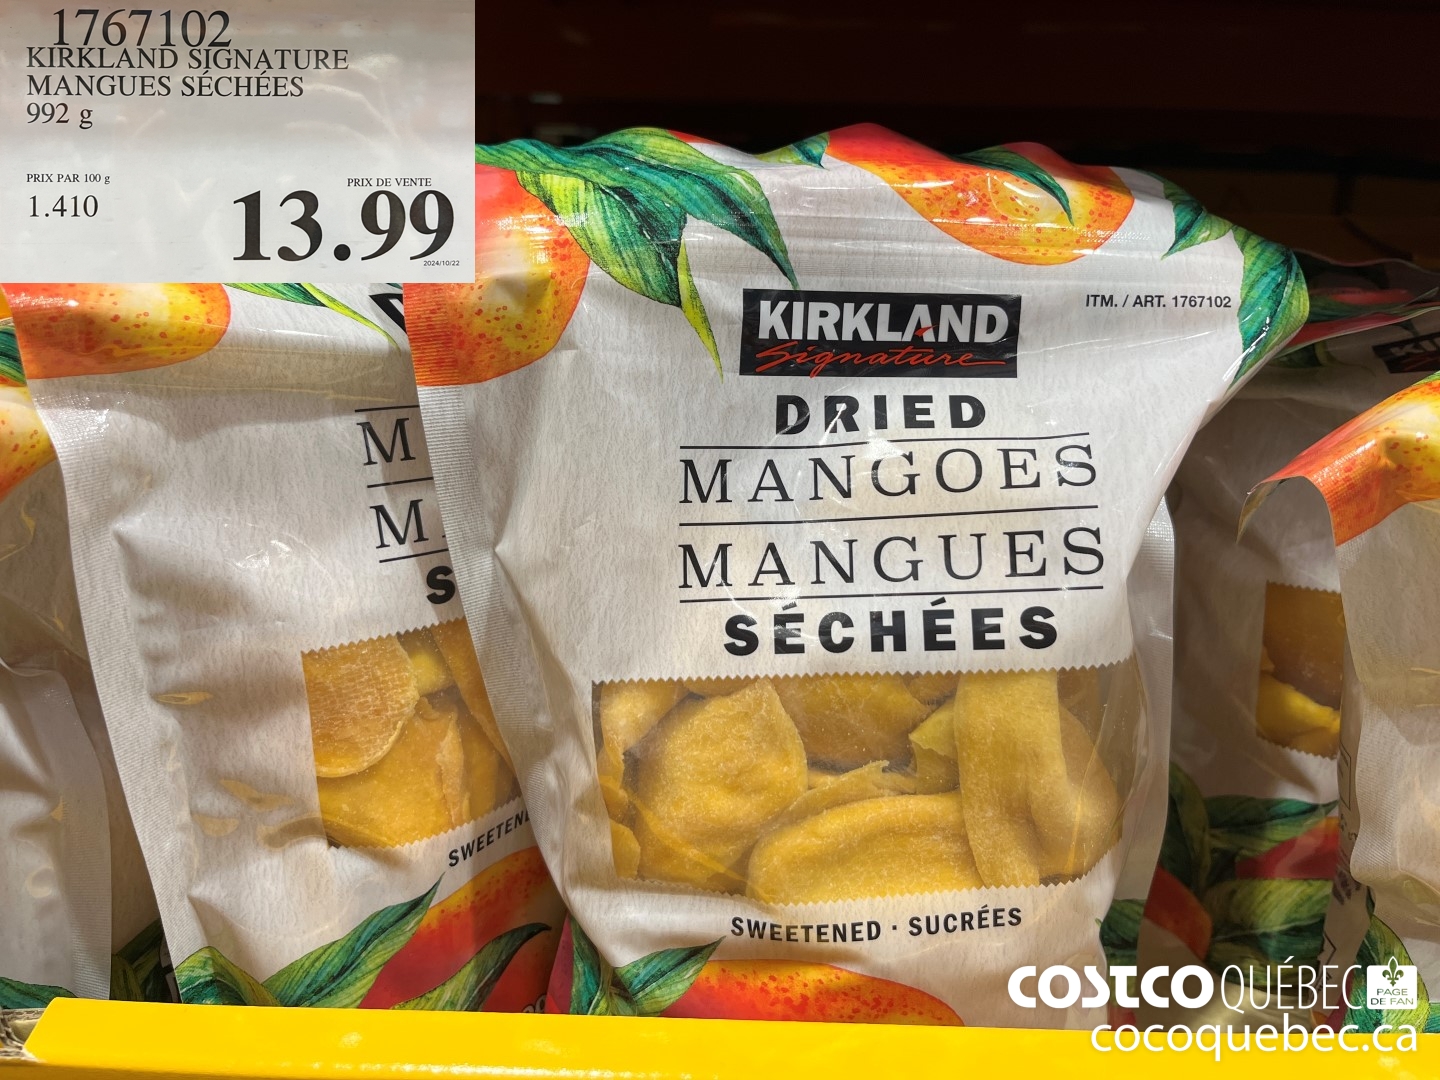 1767102
KIRKLAND SIGNATURE
MANGUES SÉCHÉES
992 g
PRIX PAR 100 g
1.410
PRIX DE VENTE
13.99
2024/10/22
ITM. / ART. 1767102
KIRKLAND
Signature
DRIED
MANGOES
MANGUES
SÉCHÉES
SWEETENED · SUCRÉES
M
M
S
SWEETEN
COSTCO QUÉBEC
PAGE
DE FAN
cocoquebec.ca